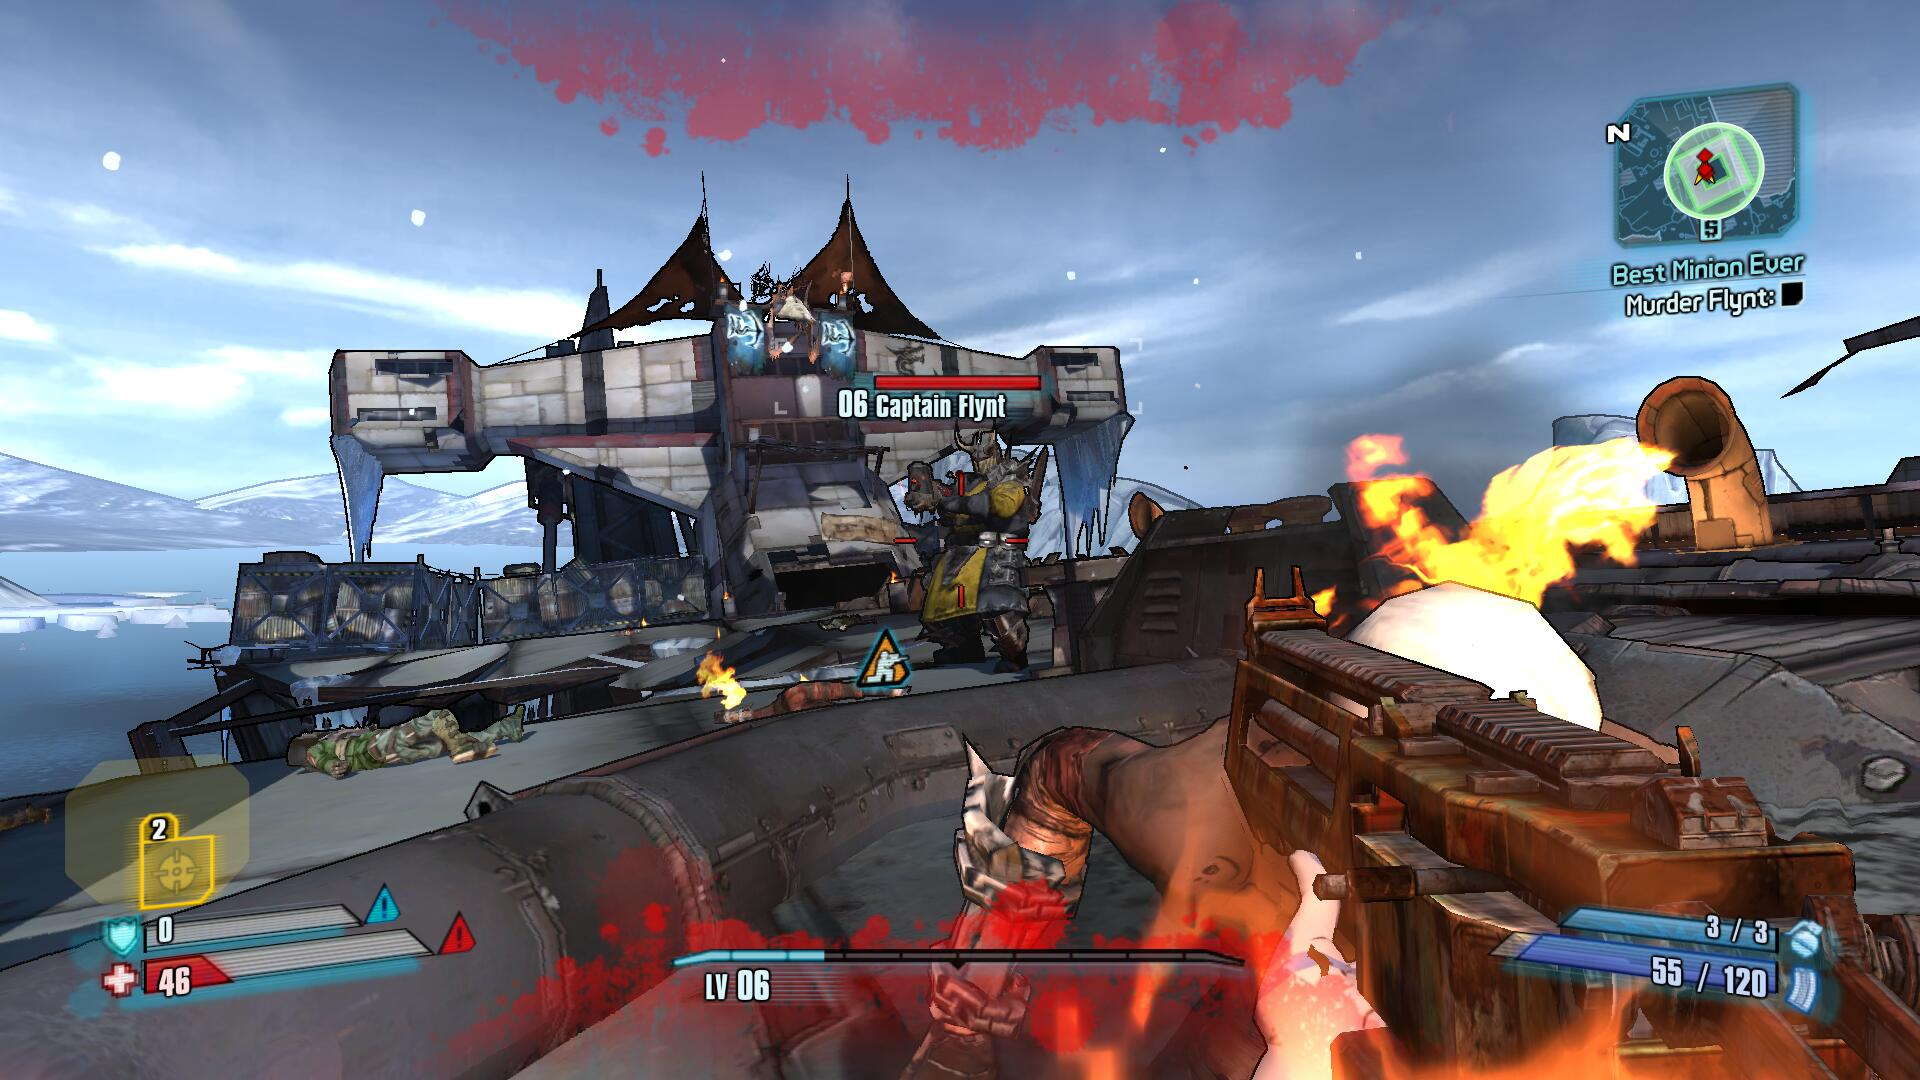 N
S
Best Minion Ever
Murder Flynt:
06 Captain Flynt
2
0
46
LV 06
3 / 3
55 / 120